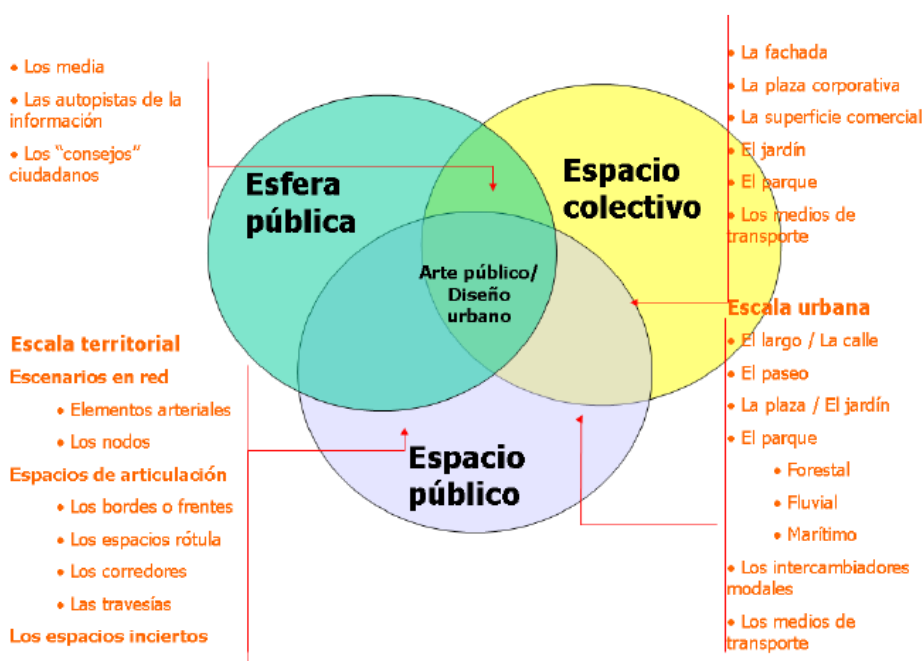 • Los media
• Las autopistas de la
información
• Los “consejos”
ciudadanos
• La fachada
• La plaza corporativa
• La superficie comercial
• El jardín
• El parque
• Los medios de
transporte
Esfera
pública
Espacio
colectivo
Arte público/
Diseño
urbano
Espacio
público
Escala territorial
Escenarios en red
• Elementos arteriales
• Los nodos
Espacios de articulación
• Los bordes o frentes
• Los espacios rótula
• Los corredores
• Las travesías
Los espacios inciertos
Escala urbana
• El largo / La calle
• El paseo
• La plaza / El jardín
• El parque
• Forestal
• Fluvial
• Marítimo
• Los intercambiadores
modales
• Los medios de
transporte